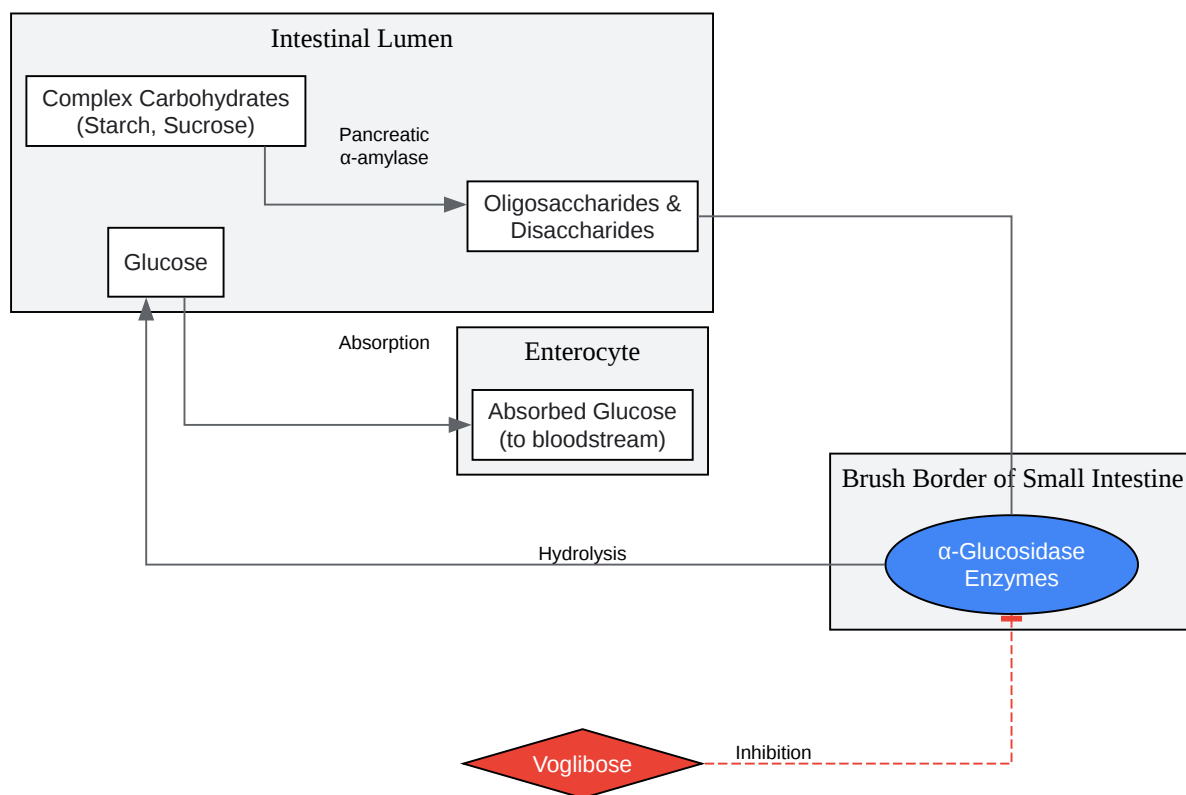 Intestinal Lumen
Complex Carbohydrates
(Starch, Sucrose)
Pancreatic
α-amylase
Oligosaccharides &
Disaccharides
Glucose
Absorption
Enterocyte
Absorbed Glucose
(to bloodstream)
Brush Border of Small Intestine
α-Glucosidase
Enzymes
Hydrolysis
Inhibition
Voglibose